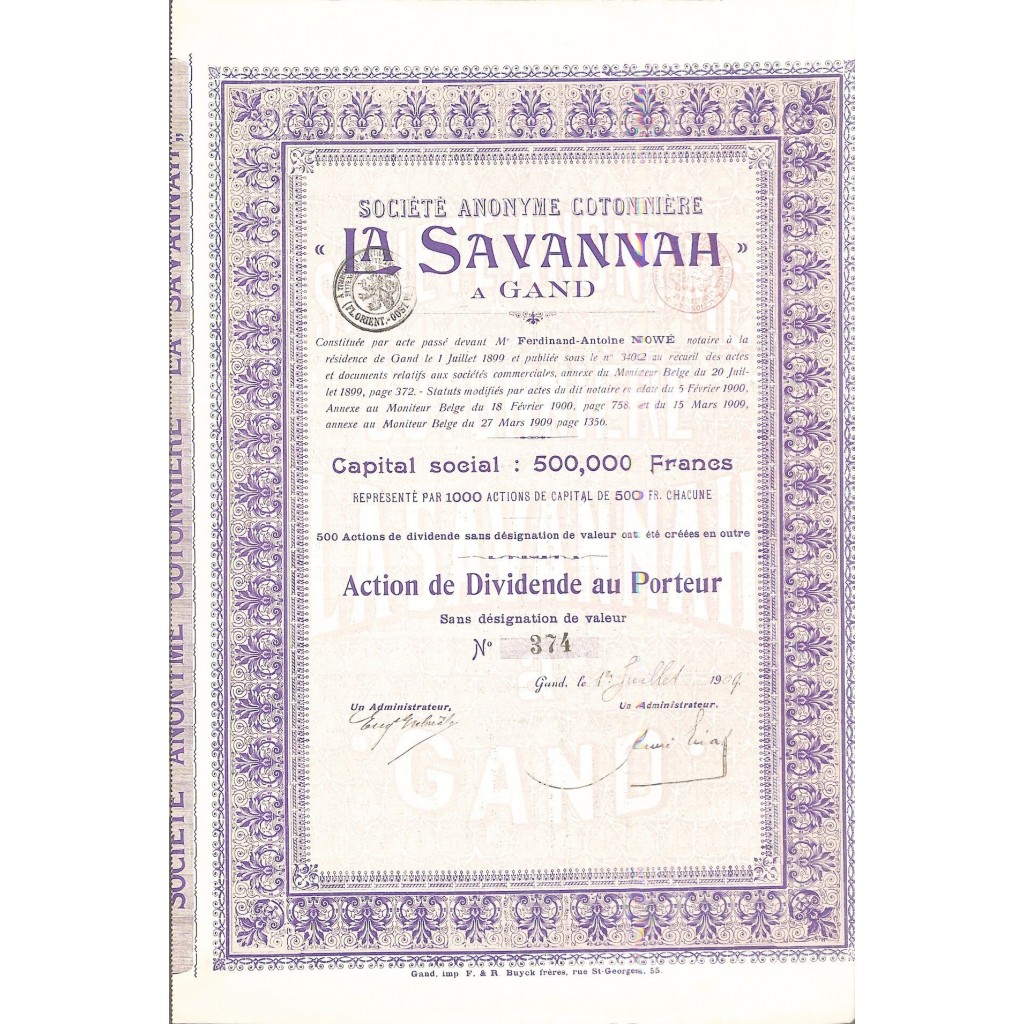 SOCIÉTÉ ANONYME COTONNIÈRE LA SAVANNAH „
SOCIÉTÉ ANONYME COTONNIÈRE
« LA SAVANNAH »
A GAND
Constituée par acte passé devant Me Ferdinand-Antoine NOWÉ notaire à la
résidence de Gand le 1 Juillet 1899 et publiée sous le no 3402 au recueil des actes
et documents relatifs aux sociétés commerciales, annexe du Moniteur Belge du 20 Juil-
let 1899, page 372. - Statuts modifiés par actes du dit notaire en date du 5 Février 1900,
Annexe au Moniteur Belge du 18 Février 1900, page 758 et du 15 Mars 1909,
annexe au Moniteur Belge du 27 Mars 1909 page 1356.
Capital social : 500,000 Francs
REPRÉSENTÉ PAR 1000 ACTIONS DE CAPITAL DE 500 FR. CHACUNE
500 Actions de dividende sans désignation de valeur ont été créées en outre
Action de Dividende au Porteur
Sans désignation de valeur
No 374
Gand, le 1er Juillet 1909
Un Administrateur,
Un Administrateur.
GAND
Gand, imp F. & R. Buyck frères, rue St-Georges, 55.